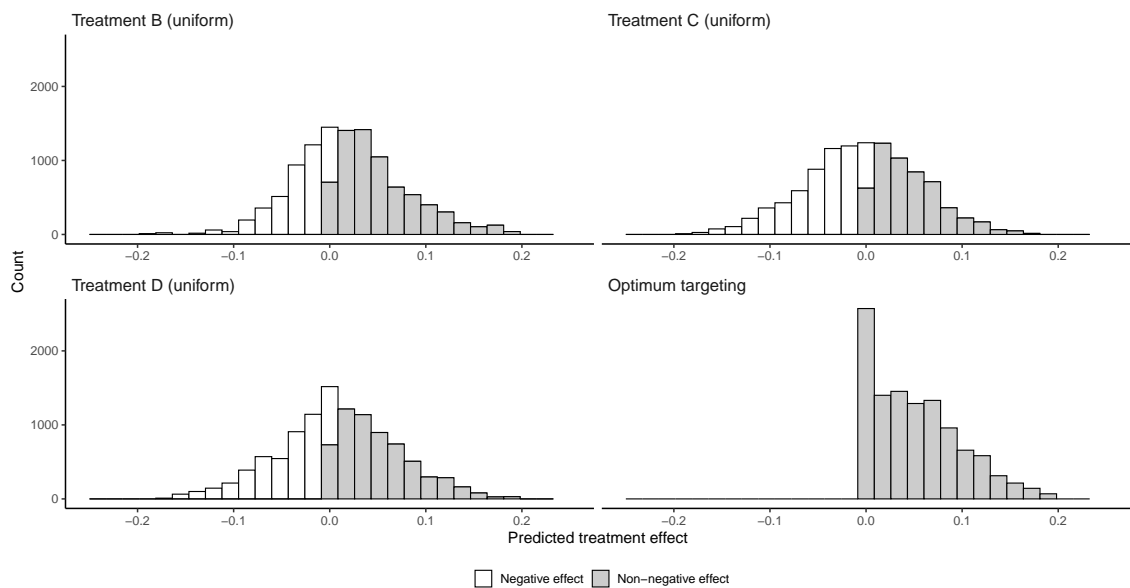 Treatment B (uniform)
Treatment C (uniform)
2000
1000
0
−0.2 −0.1 0.0 0.1 0.2
−0.2 −0.1 0.0 0.1 0.2
Count
Treatment D (uniform)
Optimum targeting
2000
1000
0
−0.2 −0.1 0.0 0.1 0.2
−0.2 −0.1 0.0 0.1 0.2
Predicted treatment effect
Negative effect Non−negative effect